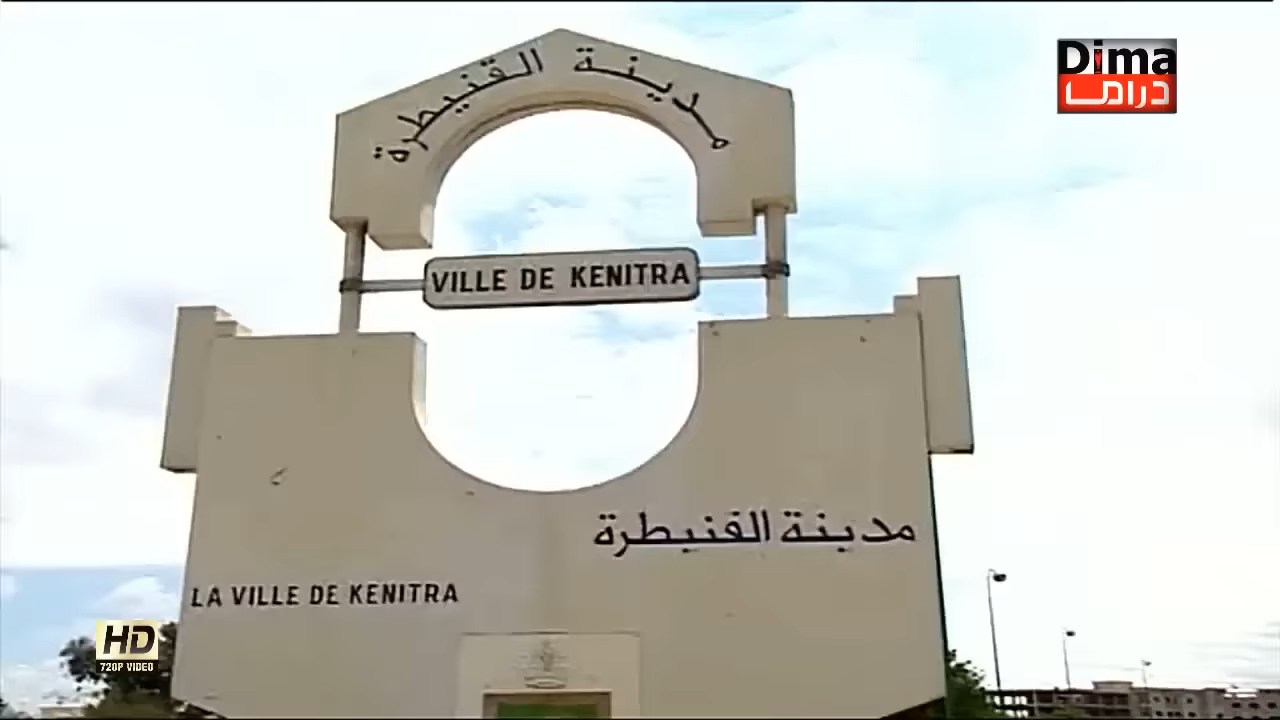 Dima
دراما
مدينة القنيطرة
VILLE DE KENITRA
مدينة القنيطرة
LA VILLE DE KENITRA
HD
720P VIDEO